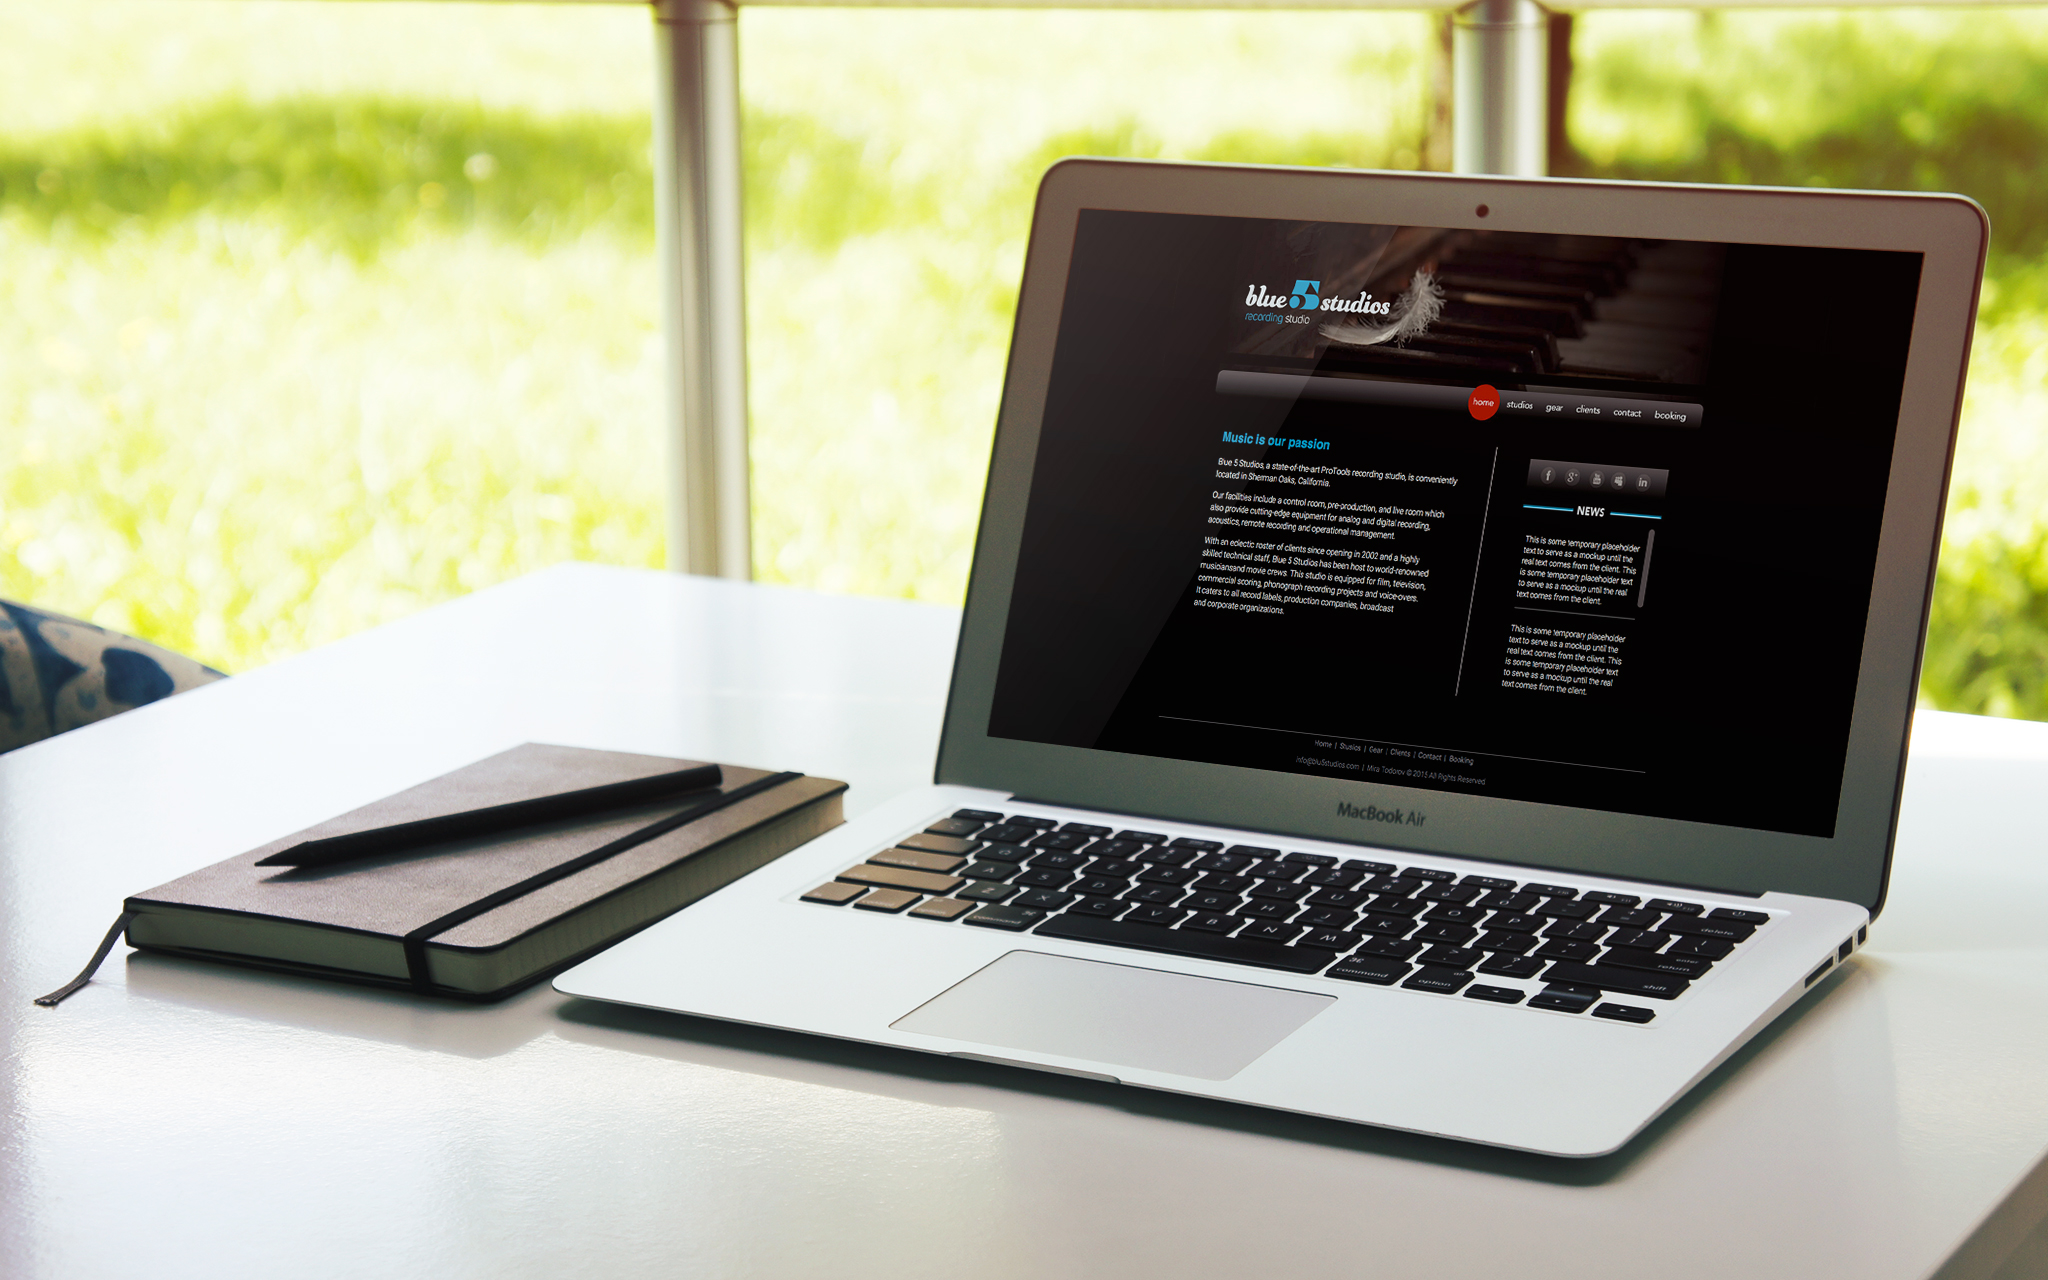 blue 5 studios
recording studio
home studios gear clients contact booking
Music is our passion
Blue 5 Studios, a state-of-the-art ProTools recording studio, is conveniently
located in Sherman Oaks, California.
Our facilities include a control room, pre-production, and live room which
also provide cutting-edge equipment for analog and digital recording,
acoustics, remote recording and operational management.
With an eclectic roster of clients since opening in 2002 and a highly
skilled technical staff, Blue 5 Studios has been host to world-renowned
musiciansand movie crews. This studio is equipped for film, television,
commercial scoring, phonograph recording projects and voice-overs.
It caters to all record labels, production companies, broadcast
and corporate organizations.
f g+ You in
NEWS
This is some temporary placeholder
text to serve as a mockup until the
real text comes from the client. This
is some temporary placeholder text
to serve as a mockup until the real
text comes from the client.
This is some temporary placeholder
text to serve as a mockup until the
real text comes from the client. This
is some temporary placeholder text
to serve as a mockup until the real
text comes from the client.
Home | Studios | Gear | Clients | Contact | Booking
info@blu5studios.com | Mira Todorov © 2015 All Rights Reserved
MacBook Air
delete
Q W E R T Y U I O P
A S D F G H J K L
enter
return
Z X C V B N M
shift
command
command
option